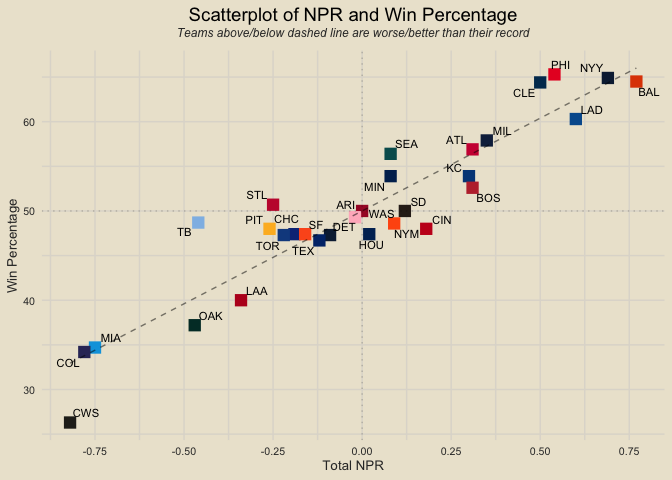 Scatterplot of NPR and Win Percentage
Teams above/below dashed line are worse/better than their record
PHI NYY
CLE BAL
LAD
60
MIL
ATL
SEA
KC
MIN
BOS
STL
ARI SD
50
WAS
PIT CHC
SF
CIN
TB
DET
NYM
TOR
TEX
HOU
LAA
40
OAK
MIA
COL
30
CWS
Win Percentage
-0.75 -0.50 -0.25 0.00 0.25 0.50 0.75
Total NPR